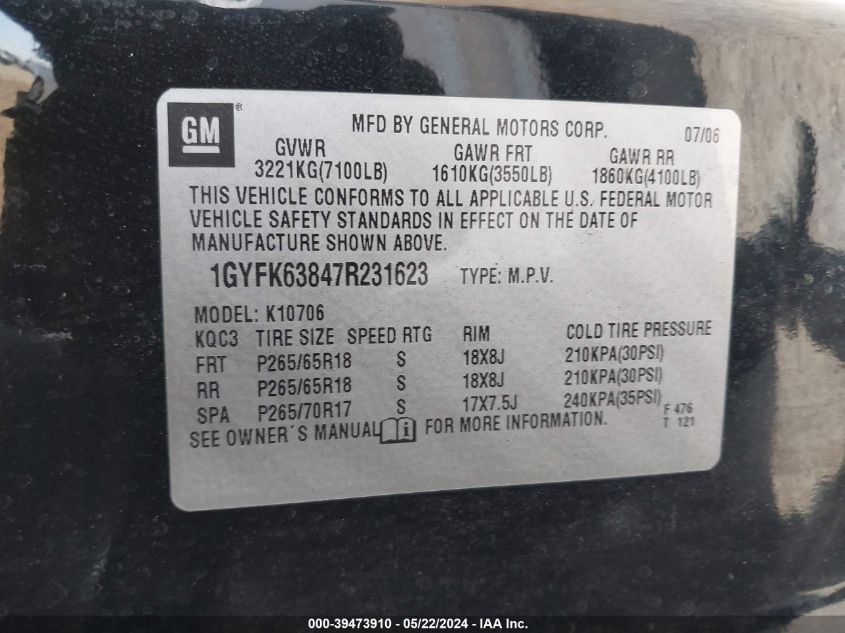 GM®
MFD BY GENERAL MOTORS CORP. 07/06
GVWR GAWR FRT GAWR RR
3221KG(7100LB) 1610KG(3550LB) 1860KG(4100LB)
THIS VEHICLE CONFORMS TO ALL APPLICABLE U.S. FEDERAL MOTOR
VEHICLE SAFETY STANDARDS IN EFFECT ON THE DATE OF
MANUFACTURE SHOWN ABOVE.
1GYFK63847R231623 TYPE: M.P.V.
MODEL: K10706
KQC3 TIRE SIZE SPEED RTG RIM COLD TIRE PRESSURE
FRT P265/65R18 S 18X8J 210KPA(30PSI)
RR P265/65R18 S 18X8J 210KPA(30PSI)
SPA P265/70R17 S 17X7.5J 240KPA(35PSI)
SEE OWNER´S MANUAL i FOR MORE INFORMATION.
F 476
T 121
000-39473910 / 05/22/2024 - IAA Inc.